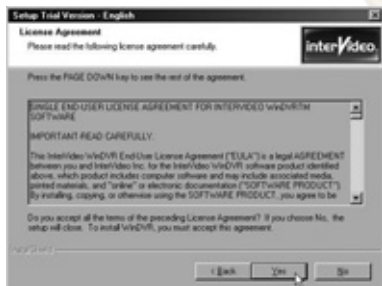 Setup Trial Version - English
License Agreement
Please read the following license agreement carefully.
interVideo.
Press the PAGE DOWN key to see the rest of the agreement.
SINGLE END-USER LICENSE AGREEMENT FOR INTERVIDEO WinDVRTM
SOFTWARE
IMPORTANT-READ CAREFULLY:
This InterVideo WinDVR End-User License Agreement ("EULA") is a legal AGREEMENT
between you and InterVideo Inc. for the InterVideo WinDVR software product identified
above, which product includes computer software and may include associated media,
printed materials, and "online" or electronic documentation ("SOFTWARE PRODUCT").
By installing, copying, or otherwise using the SOFTWARE PRODUCT, you agree to be
Do you accept all the terms of the preceding License Agreement? If you choose No, the
setup will close. To install WinDVR, you must accept this agreement.
InstallShield
< Back
Yes
No